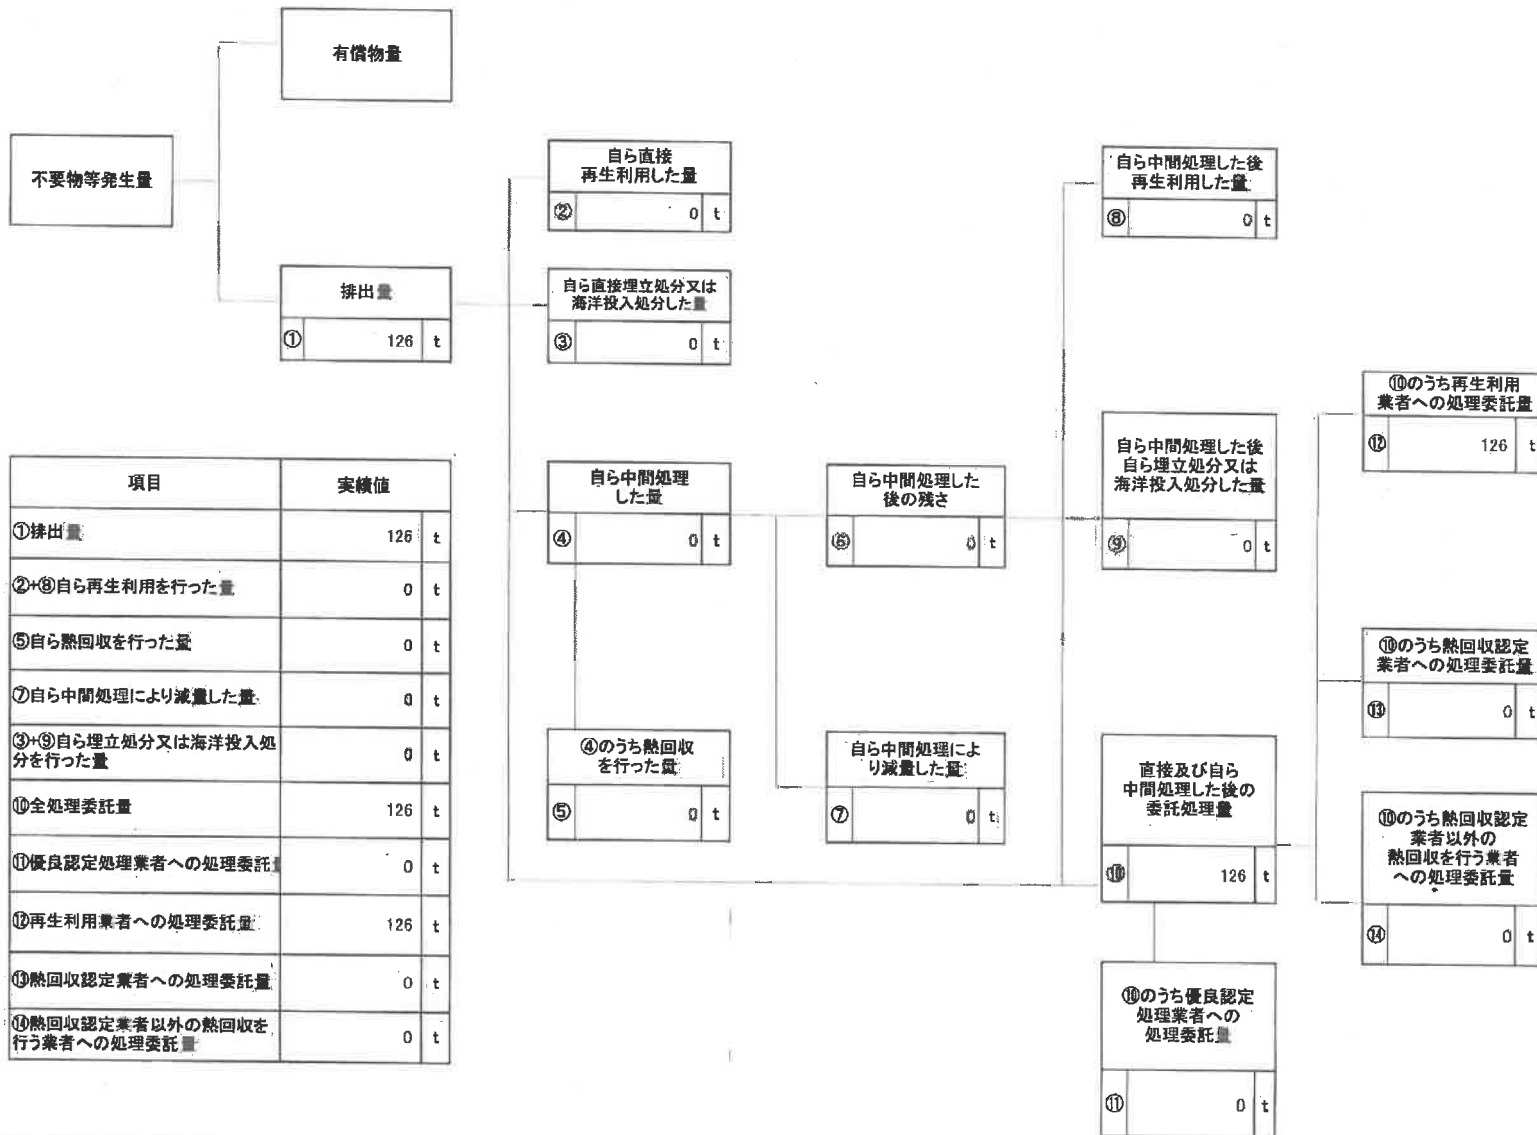 有償物量
不要物等発生量
排出量
① 126 t
自ら直接
再生利用した量
② 0 t
自ら直接埋立処分又は
海洋投入処分した量
③ 0 t
自ら中間処理
した量
④ 0 t
④のうち熱回収
を行った量
⑤ 0 t
自ら中間処理した
後の残さ
⑥ 0 t
自ら中間処理によ
り減量した量
⑦ 0 t
自ら中間処理した後
再生利用した量
⑧ 0 t
自ら中間処理した後
自ら埋立処分又は
海洋投入処分した量
⑨ 0 t
直接及び自ら
中間処理した後の
委託処理量
⑩ 126 t
⑩のうち優良認定
処理業者への
処理委託量
⑪ 0 t
⑩のうち再生利用
業者への処理委託量
⑫ 126 t
⑩のうち熱回収認定
業者への処理委託量
⑬ 0 t
⑩のうち熱回収認定
業者以外の
熱回収を行う業者
への処理委託量
⑭ 0 t
項目 実績値
①排出量 126 t
②+⑧自ら再生利用を行った量 0 t
⑤自ら熱回収を行った量 0 t
⑦自ら中間処理により減量した量 0 t
③+⑨自ら埋立処分又は海洋投入処
分を行った量 0 t
⑩全処理委託量 126 t
⑪優良認定処理業者への処理委託量 0 t
⑫再生利用業者への処理委託量 126 t
⑬熱回収認定業者への処理委託量 0 t
⑭熱回収認定業者以外の熱回収を
行う業者への処理委託量 0 t